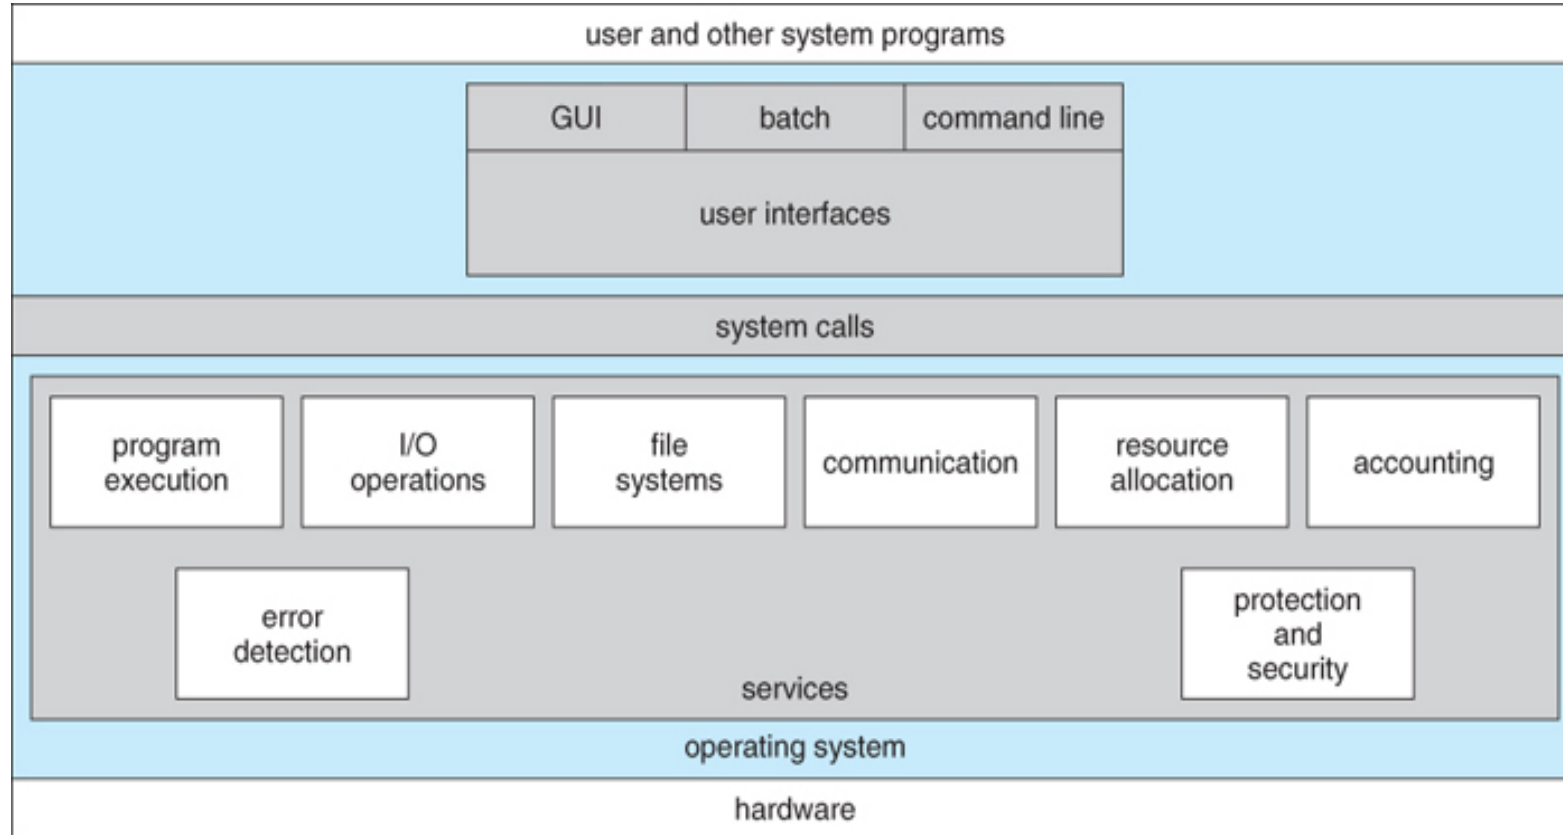 user and other system programs
GUI
batch
command line
user interfaces
system calls
program
execution
I/O
operations
file
systems
communication
resource
allocation
accounting
error
detection
protection
and
security
services
operating system
hardware